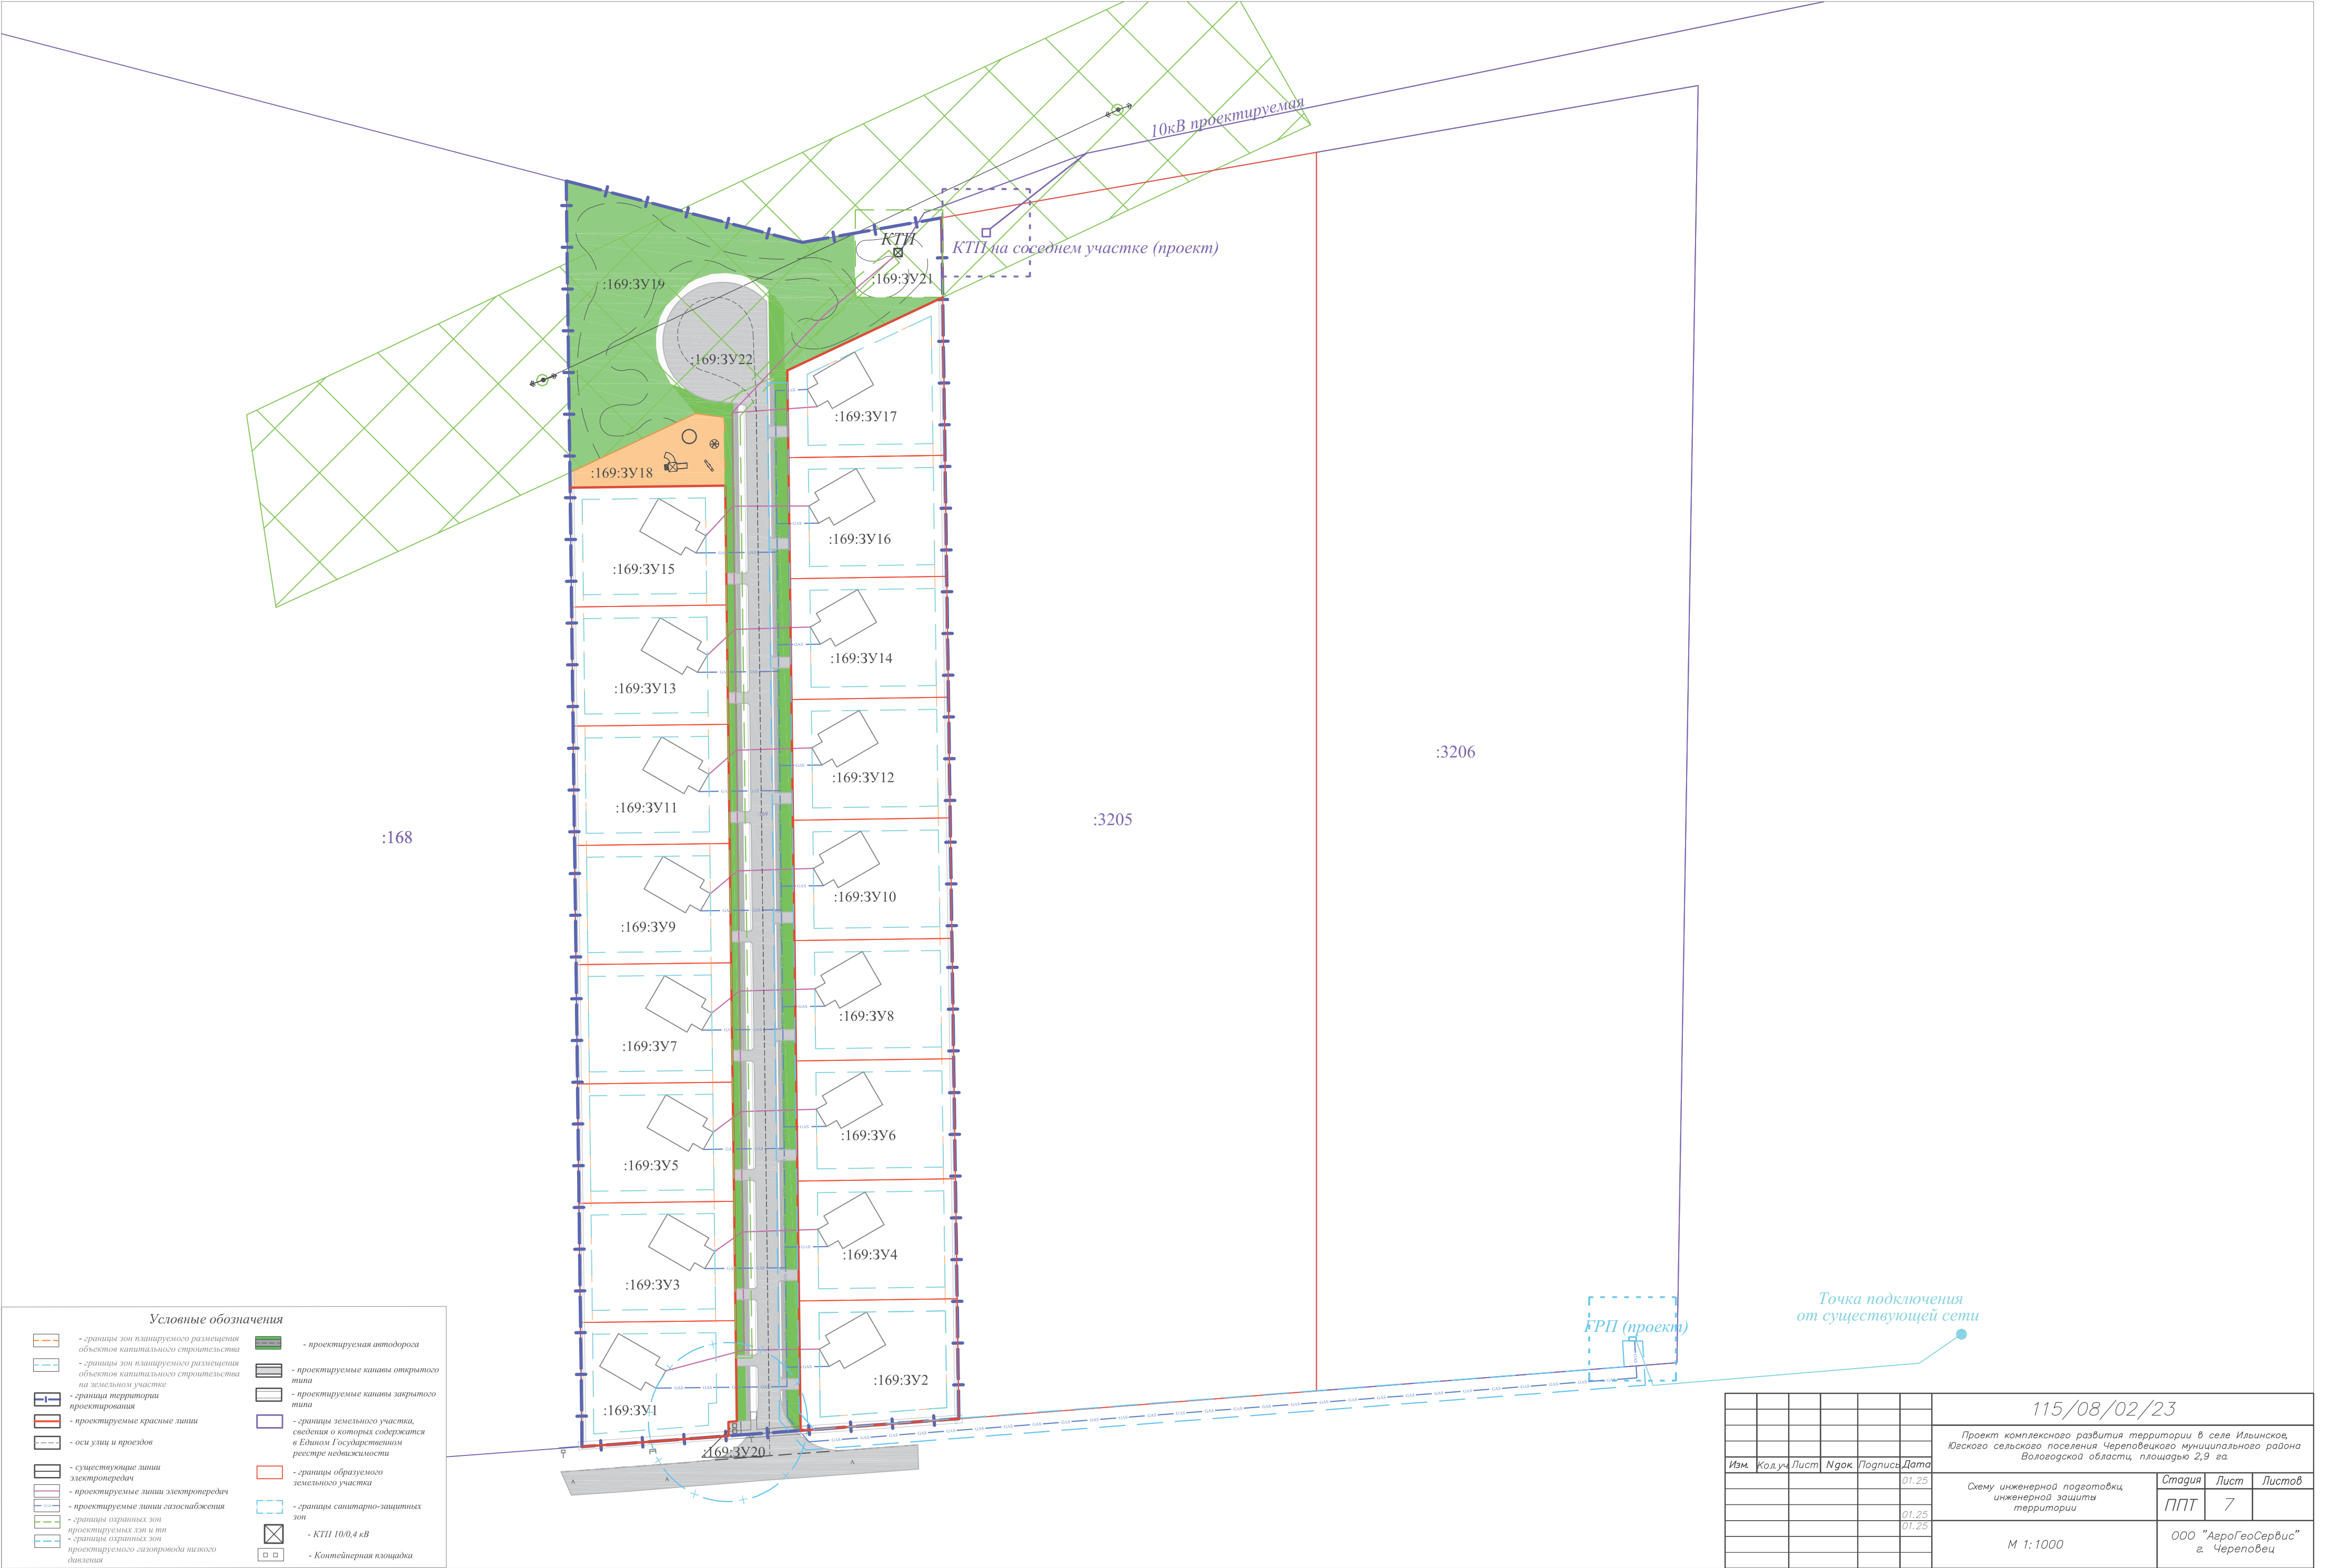 10кВ проектируемая
КТП
КТП на соседнем участке (проект)
:169:ЗУ19
:169:ЗУ21
:169:ЗУ22
:169:ЗУ17
:169:ЗУ18
:169:ЗУ16
:169:ЗУ15
:169:ЗУ14
:169:ЗУ13
:169:ЗУ12
:3206
:169:ЗУ11
:3205
:168
:169
:169:ЗУ10
:169:ЗУ9
:169:ЗУ8
:169:ЗУ7
:169:ЗУ6
:169:ЗУ5
:169:ЗУ4
:169:ЗУ3
:169:ЗУ2
:169:ЗУ1
:169:ЗУ20
GAS
Точка подключения
от существующей сети
ГРП (проект)
Условные обозначения
- границы зон планируемого размещения
объектов капитального строительства
- границы зон планируемого размещения
объектов капитального строительства
на земельном участке
- граница территории
проектирования
- проектируемые красные линии
- оси улиц и проездов
- существующие линии
электропередач
- проектируемые линии электропередач
- проектируемые линии газоснабжения
- границы охранных зон
проектируемых лэп и тп
- границы охранных зон
проектируемого газопровода низкого
давления
- проектируемая автодорога
- проектируемые канавы открытого
типа
- проектируемые канавы закрытого
типа
- границы земельного участка,
сведения о которых содержатся
в Едином Государственном
реестре недвижимости
- границы образуемого
земельного участка
- границы санитарно-защитных
зон
- КТП 10/0,4 кВ
- Контейнерная площадка
115/08/02/23
Проект комплексного развития территории в селе Ильинское,
Югского сельского поселения Череповецкого муниципального района
Вологодской области, площадью 2,9 га.
Изм. Кол.уч Лист Nдок. Подпись Дата
01.25
01.25
01.25
Схему инженерной подготовки,
инженерной защиты
территории
Стадия Лист Листов
ППТ 7
М 1:1000
ООО "АгроГеоСервис"
г. Череповец